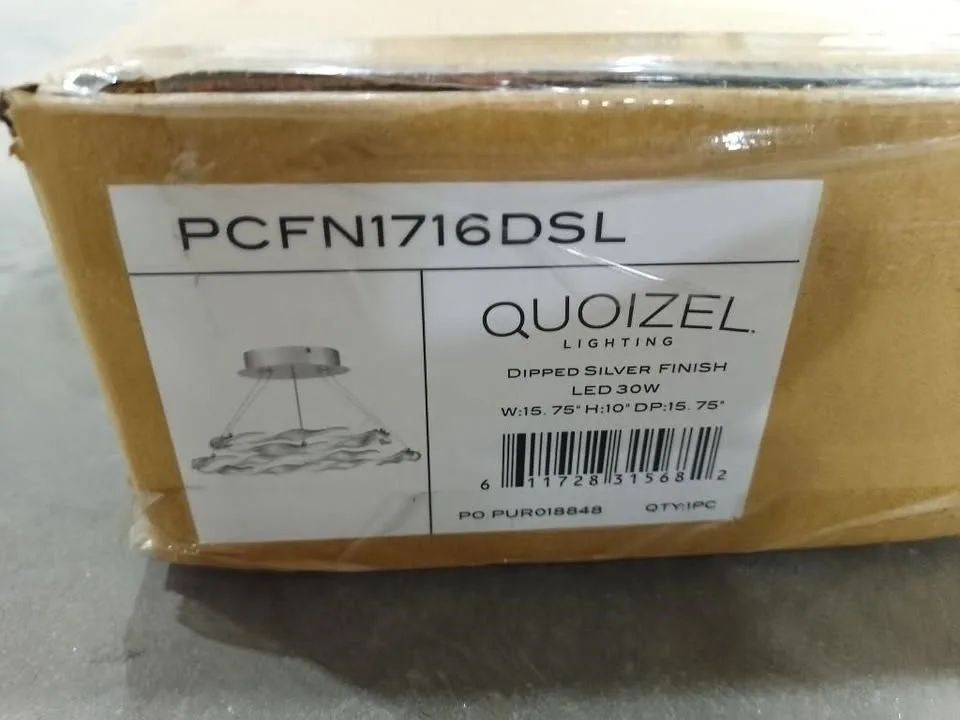 PCFN1716DSL
QUOIZEL.
LIGHTING
DIPPED SILVER FINISH
LED 30W
W:15.75" H:10" DP:15.75"
6 11728 31568 2
PO PUR018848 QTY:1PC